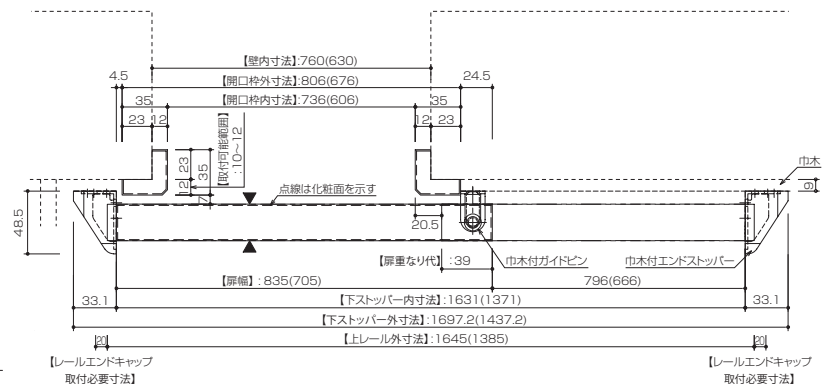 【壁内寸法】:760(630)
4.5
【開口枠外寸法】:806(676)
24.5
35
【開口枠内寸法】:736(606)
35
23
12
12
23
【取付可能範囲】
:10~12
23
35
12
7
点線は化粧面を示す
巾木
9
48.5
20.5
【扉重なり代】:39
巾木付ガイドピン
巾木付エンドストッパー
【扉幅】:835(705)
796(666)
33.1
【下ストッパー内寸法】:1631(1371)
33.1
【下ストッパー外寸法】:1697.2(1437.2)
20
【上レール外寸法】:1645(1385)
20
【レールエンドキャップ
取付必要寸法】
【レールエンドキャップ
取付必要寸法】